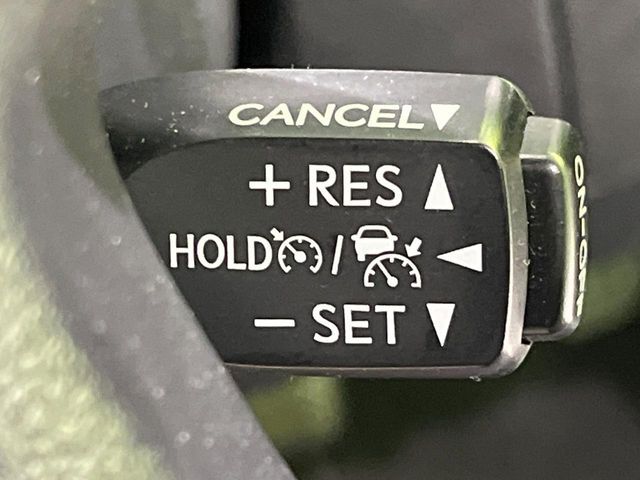 CANCEL▼
+ RES ▲
HOLD / ◀
− SET ▼
ON-OFF